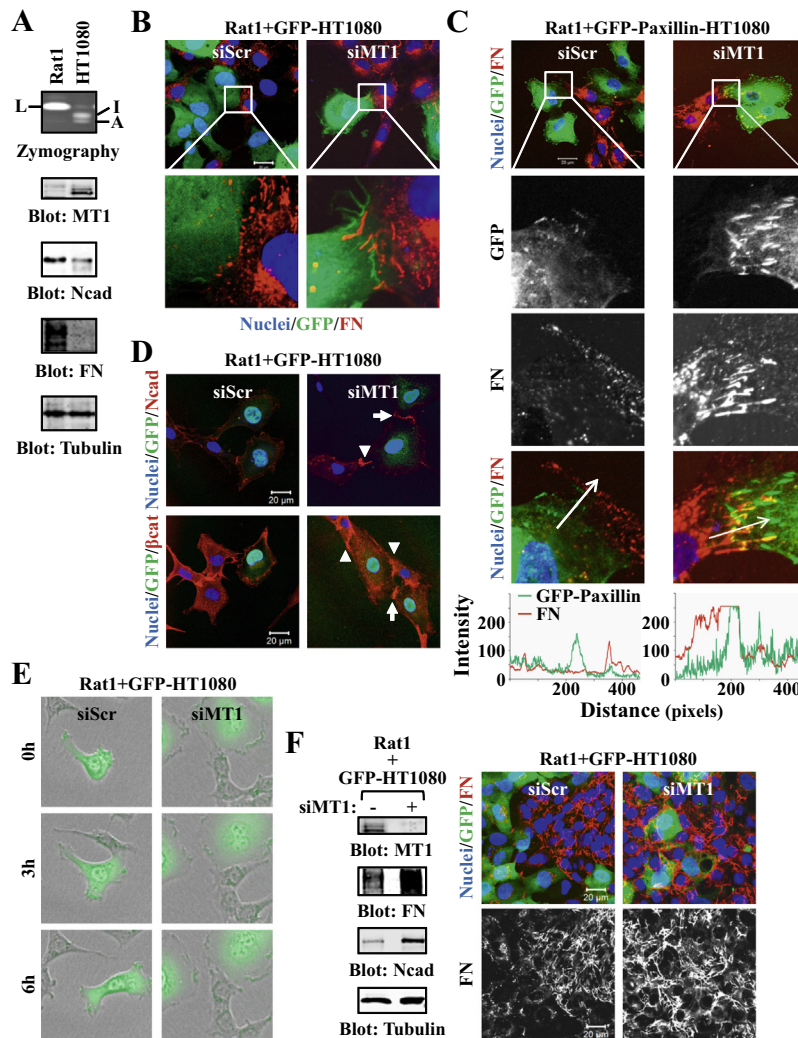 A
Rat1
HT1080
L
I
A
Zymography
Blot: MT1
Blot: Ncad
Blot: FN
Blot: Tubulin
B
Rat1+GFP-HT1080
siScr
siMT1
Nuclei/GFP/FN
C
Rat1+GFP-Paxillin-HT1080
siScr
siMT1
Nuclei/GFP/FN
20 µm
GFP
FN
Nuclei/GFP/FN
GFP-Paxillin
FN
Intensity
200
100
0
200
400
200
100
0
200
400
Distance (pixels)
D
Rat1+GFP-HT1080
siScr
siMT1
Nuclei/GFP/Ncad
20 µm
Nuclei/GFP/βcat
20 µm
E
Rat1+GFP-HT1080
siScr
siMT1
0h
3h
6h
F
Rat1
+
GFP-HT1080
siMT1:
-
+
Blot: MT1
Blot: FN
Blot: Ncad
Blot: Tubulin
Rat1+GFP-HT1080
siScr
siMT1
Nuclei/GFP/FN
20 µm
20 µm
FN
20 µm
20 µm